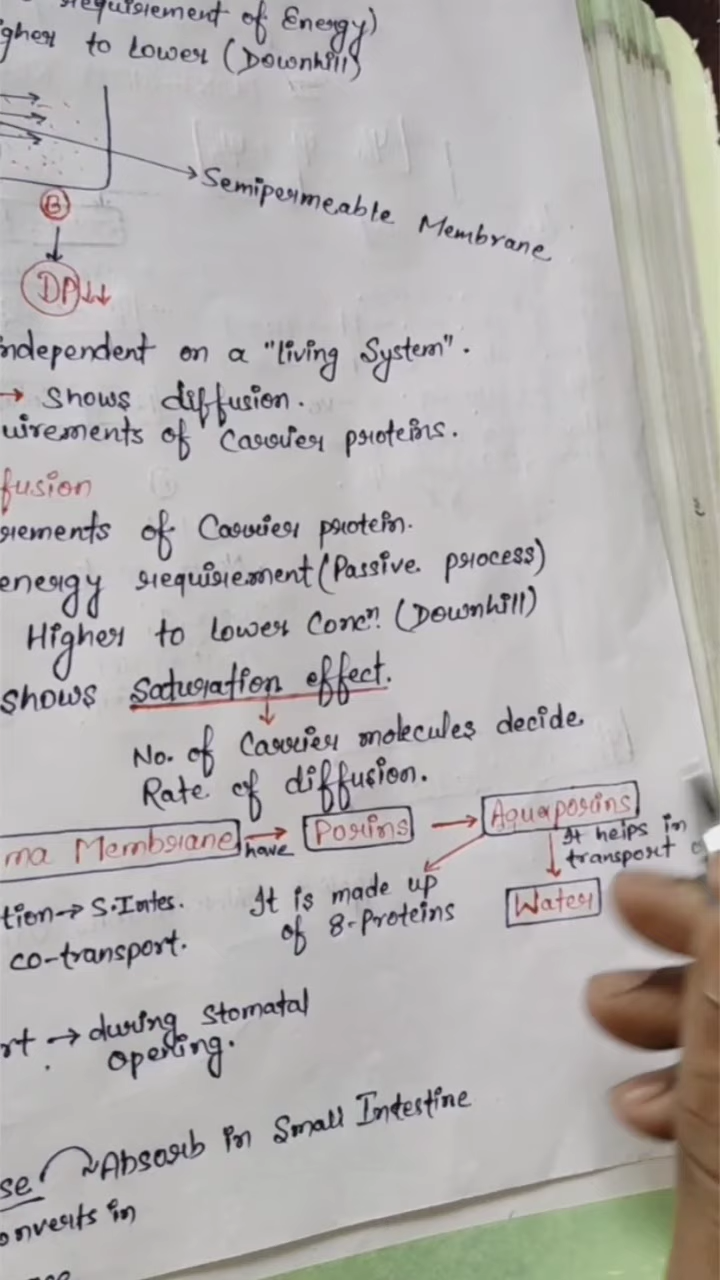 requirement of Energy)
gher to Lower (Downhill)
Semipermeable Membrane
B
DP↓↓
independent on a "living System".
→ Shows diffusion.
uirements of Carrier proteins.
fusion
rements of Carrier protein.
energy requirement (Passive process)
Higher to Lower Concn. (Downhill)
shows Saturation effect.
No. of Carrier molecules decide
Rate of diffusion.
ma Membrane → have Porins → Aquaporins
It helps in
transport o
tion → S. Intes. It is made up Water
co-transport. of 8-Proteins
rt → during Stomatal
opening.
se Absorb in Small Intestine
onverts in